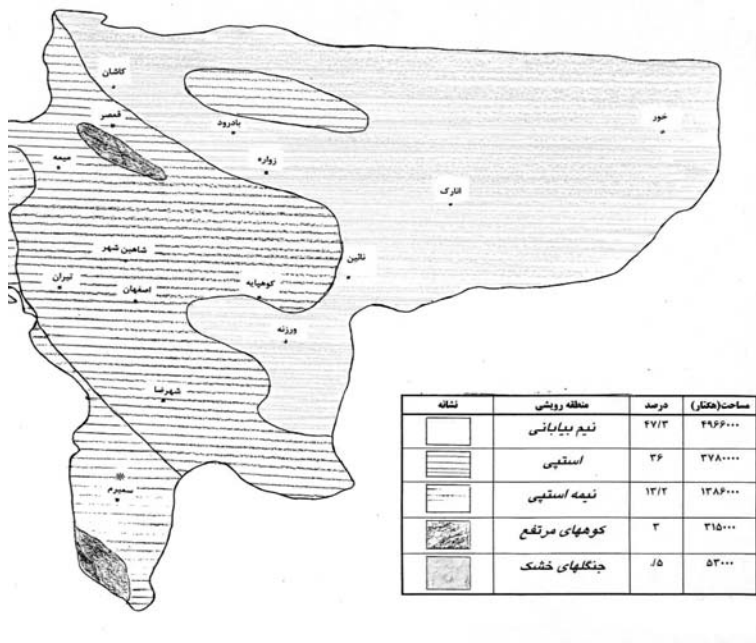 کاشان
قمصر
بادرود
خور
میمه
زواره
انارک
شاهین شهر
نائین
تیران
اصفهان
کوهپایه
ورزنه
شهرضا
سمیرم
نشانه منطقه رویشی درصد مساحت(هکتار)
نیم بیابانی ۴۷/۳ ۴۹۶۶۰۰۰
استپی ۳۶ ۳۷۸۰۰۰۰
نیمه استپی ۱۳/۲ ۱۳۸۶۰۰۰
کوههای مرتفع ۳ ۳۱۵۰۰۰
جنگلهای خشک ۵/. ۵۳۰۰۰